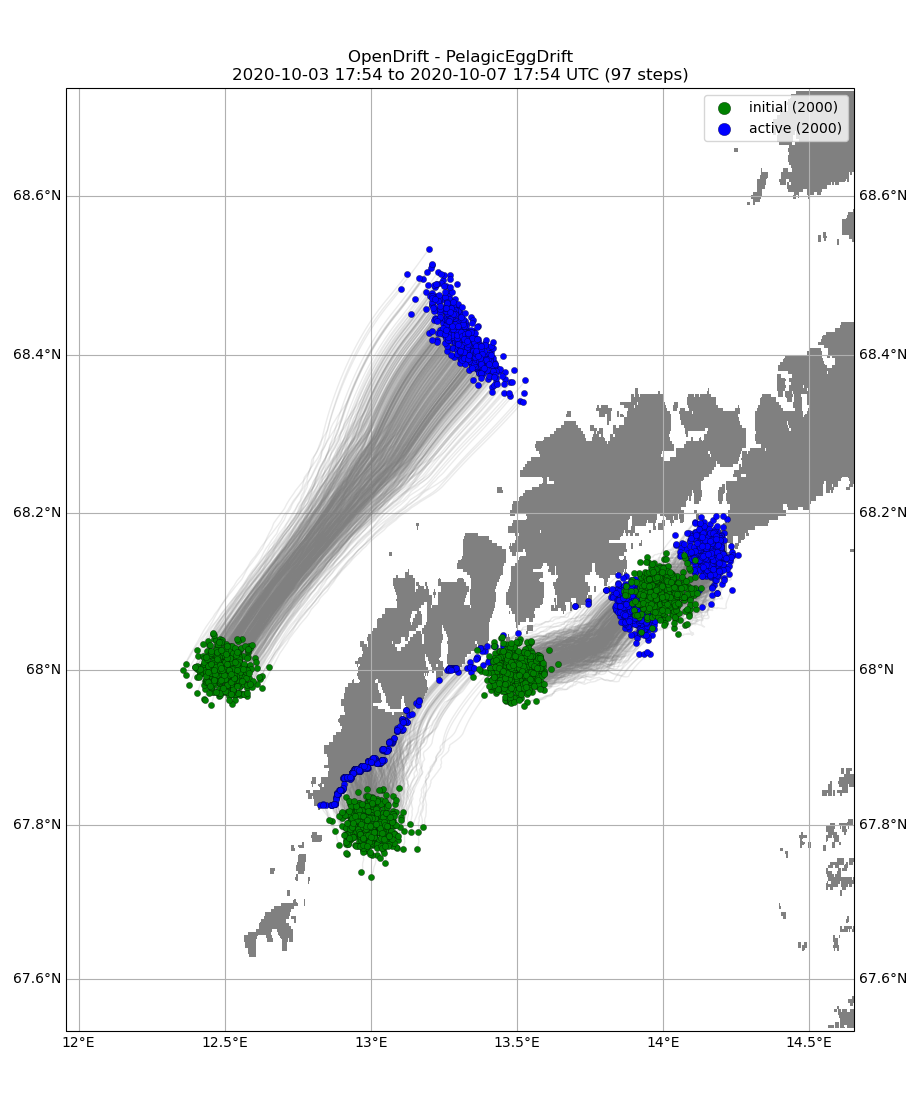 OpenDrift - PelagicEggDrift
2020-10-03 17:54 to 2020-10-07 17:54 UTC (97 steps)
initial (2000)
active (2000)
68.6°N 68.6°N
68.4°N 68.4°N
68.2°N 68.2°N
68°N 68°N
67.8°N 67.8°N
67.6°N 67.6°N
12°E 12.5°E 13°E 13.5°E 14°E 14.5°E